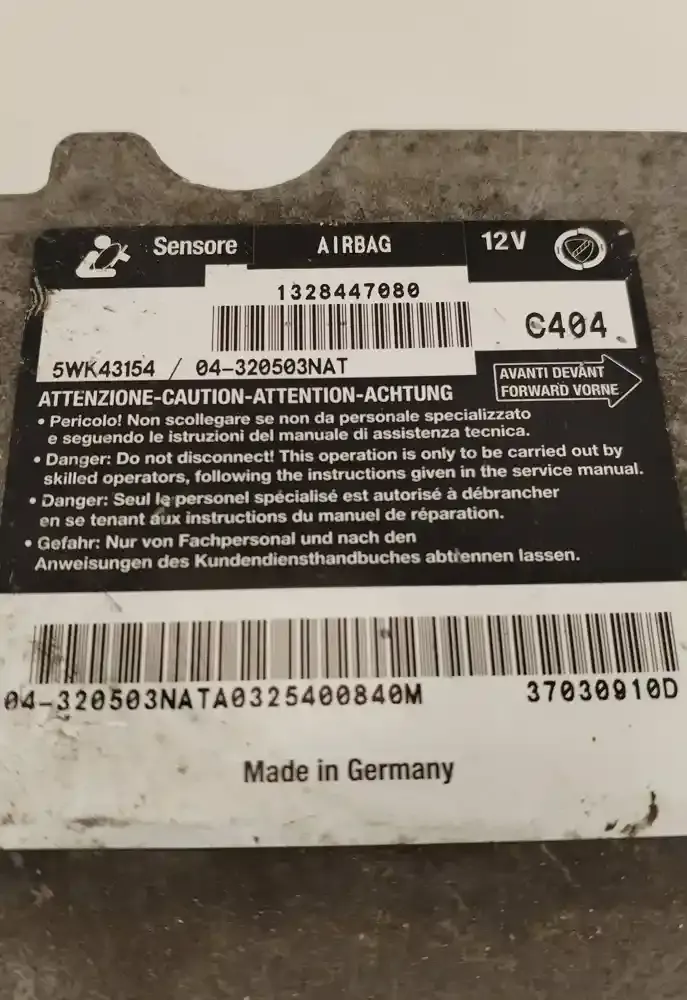 Sensore AIRBAG 12V
1328447080
C404
5WK43154 / 04-320503NAT
AVANTI DEVANT
FORWARD VORNE
ATTENZIONE-CAUTION-ATTENTION-ACHTUNG
• Pericolo! Non scollegare se non da personale specializzato
e seguendo le istruzioni del manuale di assistenza tecnica.
• Danger: Do not disconnect! This operation is only to be carried out by
skilled operators, following the instructions given in the service manual.
• Danger: Seul le personel spécialisé est autorisé à débrancher
en se tenant aux instructions du manuel de réparation.
• Gefahr: Nur von Fachpersonal und nach den
Anweisungen des Kundendiensthandbuches abtrennen lassen.
04-320503NATA0325400840M 37030910D
Made in Germany